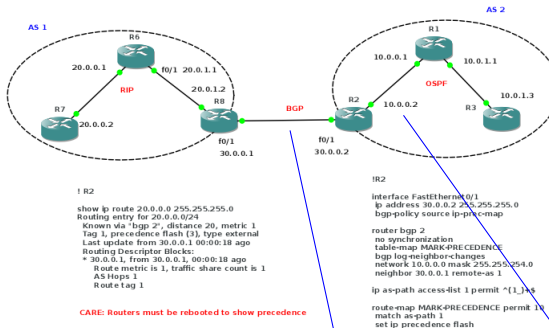 AS 1
AS 2
R6
R1
20.0.0.1
f0/1
20.0.1.1
10.0.0.1
10.0.1.1
RIP
OSPF
20.0.1.2
R8
BGP
R2
10.0.1.3
R7
20.0.0.2
10.0.0.2
R3
f0/1
30.0.0.1
f0/1
30.0.0.2
! R2
show ip route 20.0.0.0 255.255.255.0
Routing entry for 20.0.0.0/24
Known via "bgp 2", distance 20, metric 1
Tag 1, precedence flash (3), type external
Last update from 30.0.0.1 00:00:18 ago
Routing Descriptor Blocks:
* 30.0.0.1, from 30.0.0.1, 00:00:18 ago
Route metric is 1, traffic share count is 1
AS Hops 1
Route tag 1
CARE: Routers must be rebooted to show precedence
!R2
interface FastEthernet0/1
ip address 30.0.0.2 255.255.255.0
bgp-policy source ip-prec-map
router bgp 2
no synchronization
table-map MARK-PRECEDENCE
bgp log-neighbor-changes
network 10.0.0.0 mask 255.255.254.0
neighbor 30.0.0.1 remote-as 1
ip as-path access-list 1 permit ^[1_]+$
route-map MARK-PRECEDENCE permit 10
match as-path 1
set ip precedence flash